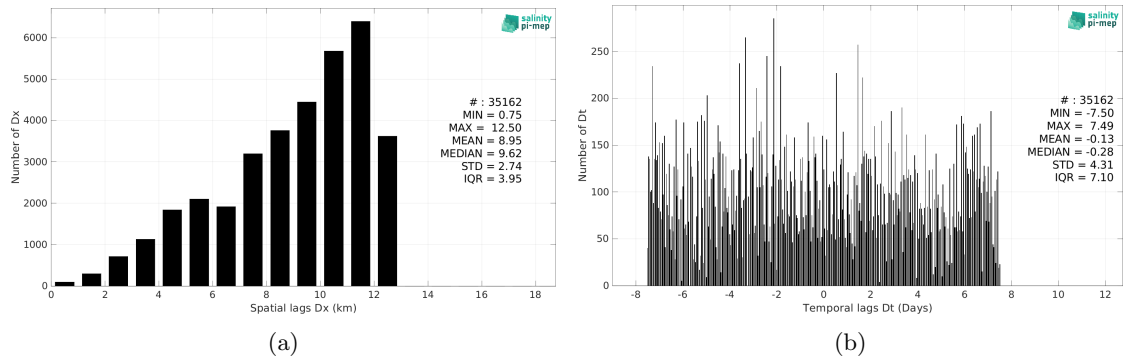 salinity
pi-mep
6000
5000
4000
3000
2000
1000
0
Number of Dx
# : 35162
MIN = 0.75
MAX = 12.50
MEAN = 8.95
MEDIAN = 9.62
STD = 2.74
IQR = 3.95
0 2 4 6 8 10 12 14 16 18
Spatial lags Dx (km)
(a)
salinity
pi-mep
250
200
150
100
50
0
Number of Dt
# : 35162
MIN = -7.50
MAX = 7.49
MEAN = -0.13
MEDIAN = -0.28
STD = 4.31
IQR = 7.10
-8 -6 -4 -2 0 2 4 6 8 10 12
Temporal lags Dt (Days)
(b)